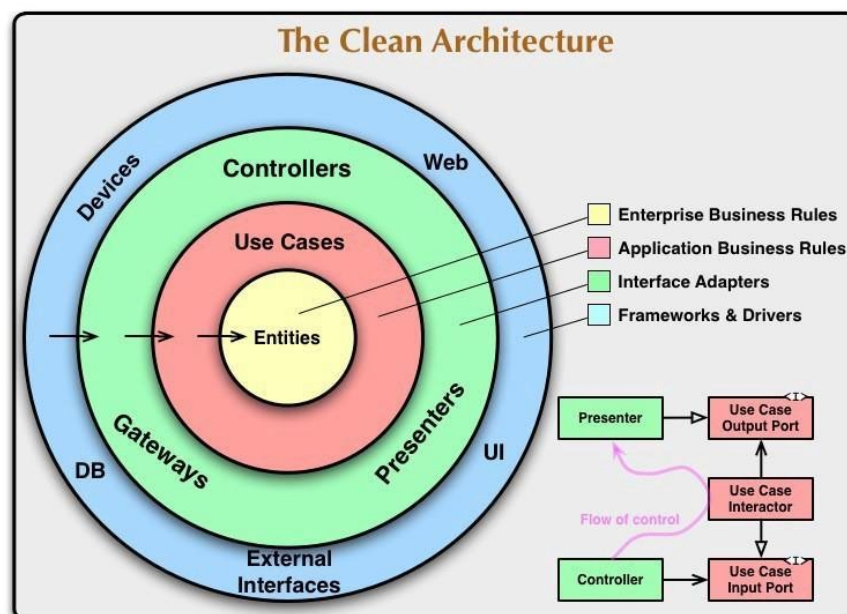 The Clean Architecture
Devices
Web
Controllers
Use Cases
Entities
Gateways
Presenters
DB
UI
External
Interfaces
Enterprise Business Rules
Application Business Rules
Interface Adapters
Frameworks & Drivers
Presenter
<I>
Use Case
Output Port
Use Case
Interactor
Flow of control
Controller
<I>
Use Case
Input Port